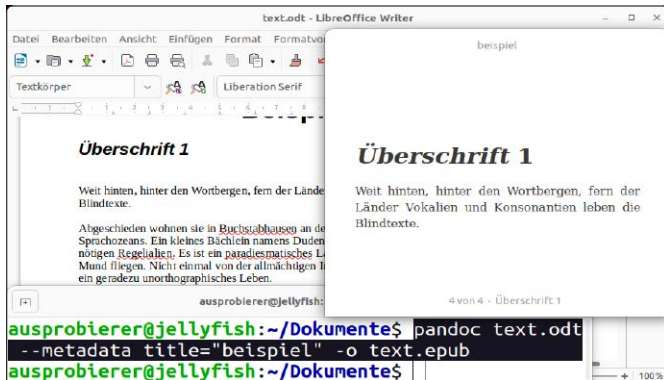 text.odt - LibreOffice Writer
Datei Bearbeiten Ansicht Einfügen Format Formatvo
Textkörper
Liberation Serif
Überschrift 1
Weit hinten, hinter den Wortbergen, fern der Lände
Blindtexte.
Abgeschieden wohnen sie in Buchstabhausen an de
Sprachozeans. Ein kleines Bächlein namens Duden
nötigen Regelialien. Es ist ein paradiesmatisches La
Mund fliegen. Nicht einmal von der allmächtigen In
ein geradezu unorthographisches Leben.
beispiel
Überschrift 1
Weit hinten, hinter den Wortbergen, fern der
Länder Vokalien und Konsonantien leben die
Blindtexte.
4 von 4 - Überschrift 1
ausprobierer@jellyfish:
ausprobierer@jellyfish:~/Dokumente$ pandoc text.odt
--metadata title="beispiel" -o text.epub
ausprobierer@jellyfish:~/Dokumente$
100%